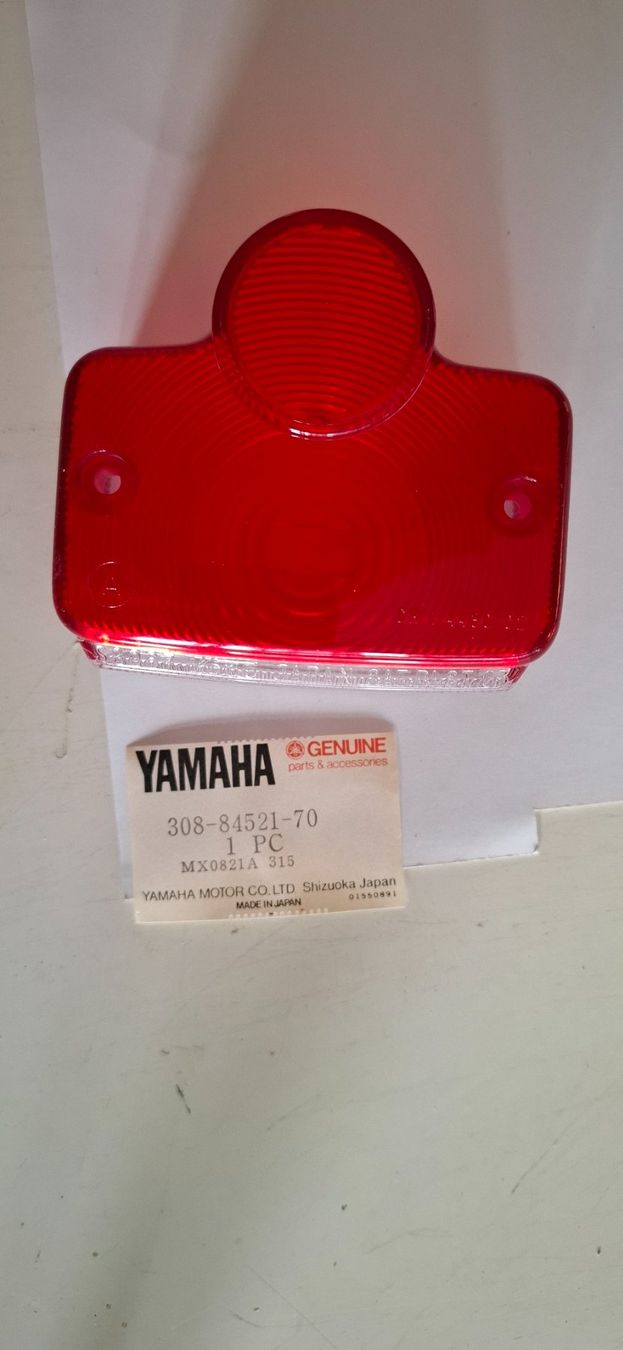 YAMAHA GENUINE
parts & accessories
308-84521-70
1 PC
MX0821A 315
YAMAHA MOTOR CO. LTD Shizuoka Japan
MADE IN JAPAN 01550891